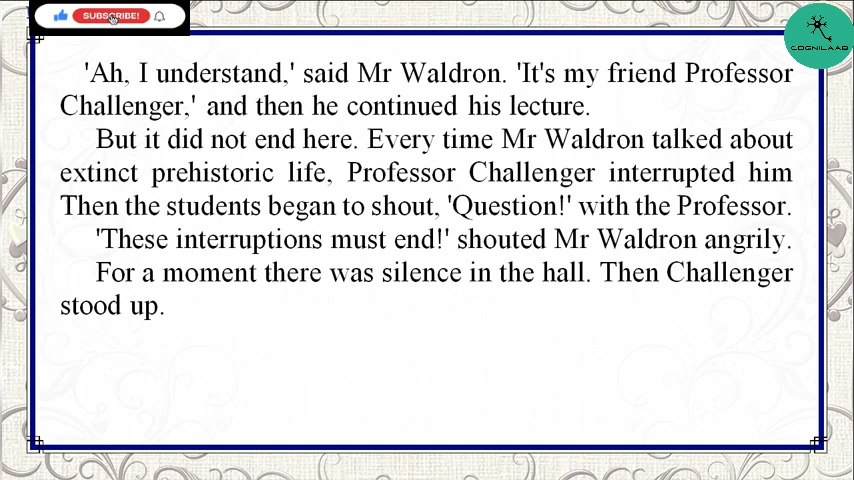 SUBSCRIBE!
COGNILAAB
'Ah, I understand,' said Mr Waldron. 'It's my friend Professor
Challenger,' and then he continued his lecture.
But it did not end here. Every time Mr Waldron talked about
extinct prehistoric life, Professor Challenger interrupted him
Then the students began to shout, 'Question!' with the Professor.
'These interruptions must end!' shouted Mr Waldron angrily.
For a moment there was silence in the hall. Then Challenger
stood up.